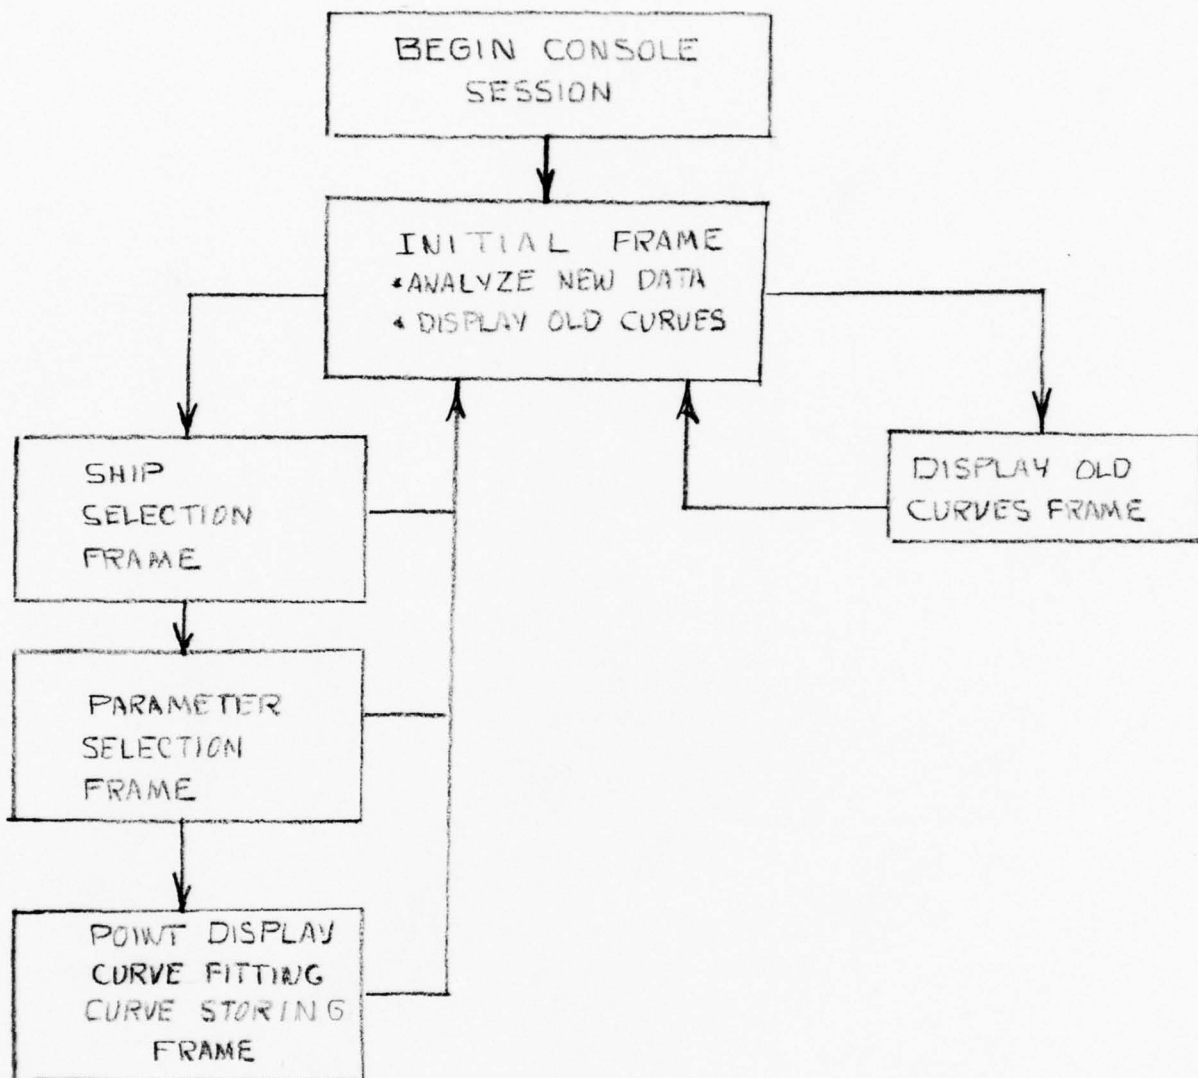 BEGIN CONSOLE
SESSION
INITIAL FRAME
•ANALYZE NEW DATA
• DISPLAY OLD CURVES
SHIP
SELECTION
FRAME
DISPLAY OLD
CURVES FRAME
PARAMETER
SELECTION
FRAME
POINT DISPLAY
CURVE FITTING
CURVE STORING
FRAME